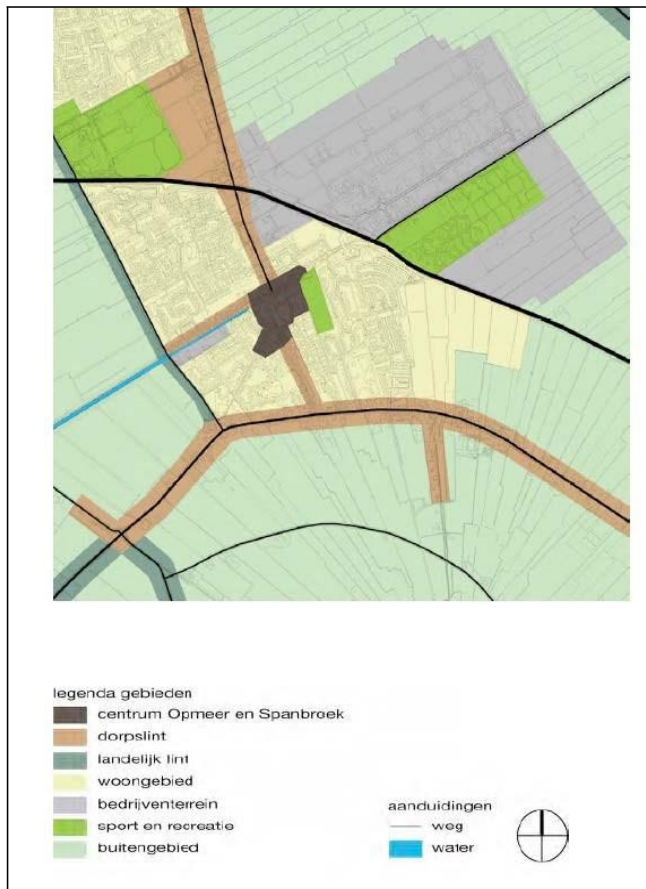 legenda gebieden
centrum Opmeer en Spanbroek
dorpslint
landelijk lint
woongebied
bedrijventerrein
sport en recreatie
buitengebied
aanduidingen
weg
water